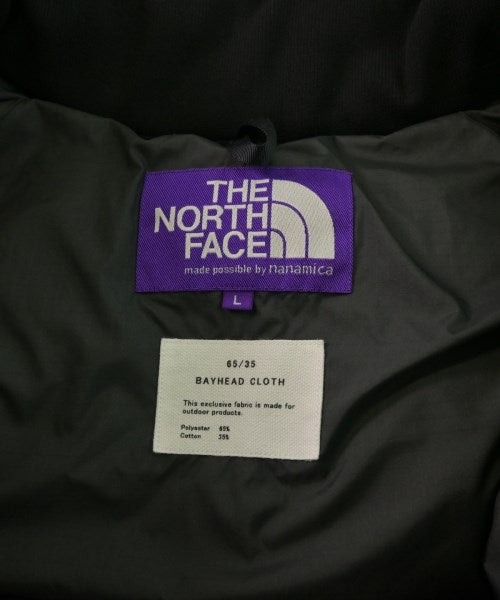 THE
NORTH
FACE
made possible by nanamica
L
65/35
BAYHEAD CLOTH
This exclusive fabric is made for
outdoor products.
Polyester 65%
Cotton 35%